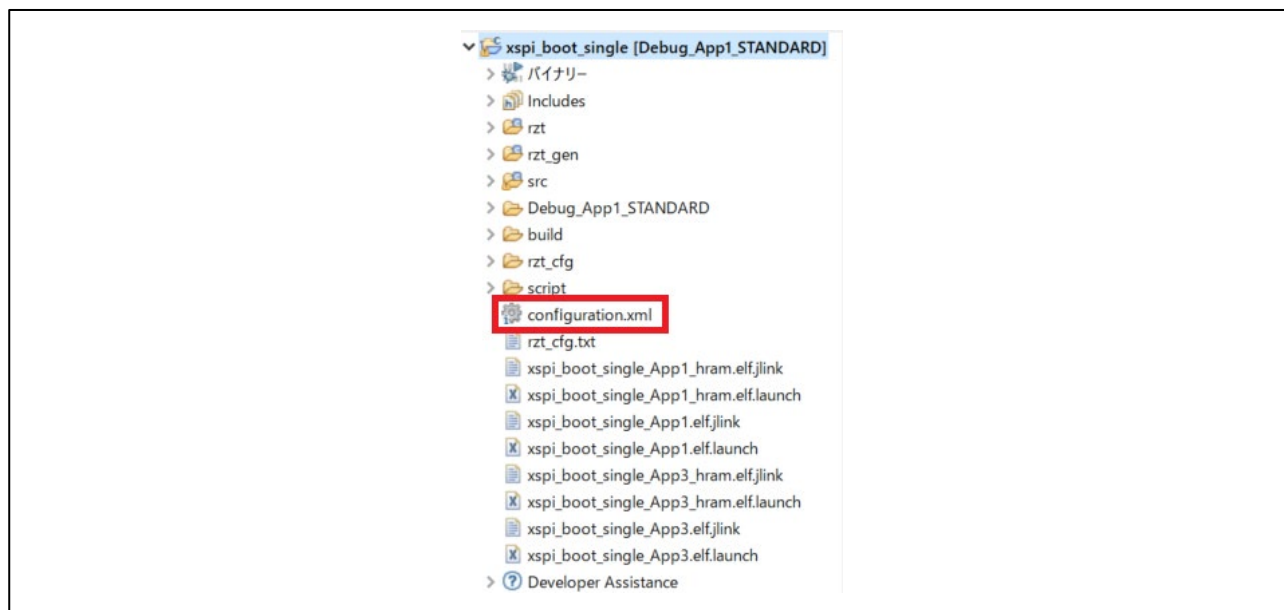 xspi_boot_single [Debug_App1_STANDARD]
バイナリー
Includes
rzt
rzt_gen
src
Debug_App1_STANDARD
build
rzt_cfg
script
configuration.xml
rzt_cfg.txt
xspi_boot_single_App1_hram.elf.jlink
xspi_boot_single_App1_hram.elf.launch
xspi_boot_single_App1.elf.jlink
xspi_boot_single_App1.elf.launch
xspi_boot_single_App3_hram.elf.jlink
xspi_boot_single_App3_hram.elf.launch
xspi_boot_single_App3.elf.jlink
xspi_boot_single_App3.elf.launch
Developer Assistance